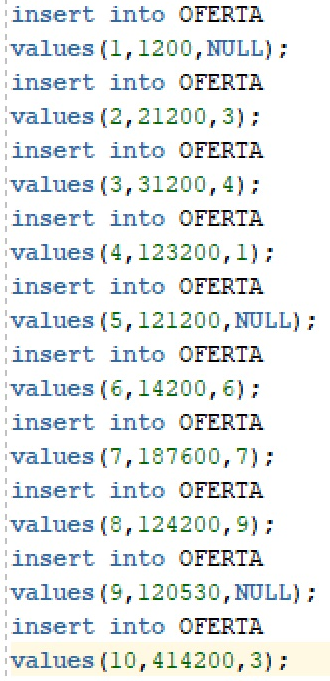 insert into OFERTA
values(1,1200,NULL);
insert into OFERTA
values(2,21200,3);
insert into OFERTA
values(3,31200,4);
insert into OFERTA
values(4,123200,1);
insert into OFERTA
values(5,121200,NULL);
insert into OFERTA
values(6,14200,6);
insert into OFERTA
values(7,187600,7);
insert into OFERTA
values(8,124200,9);
insert into OFERTA
values(9,120530,NULL);
insert into OFERTA
values(10,414200,3);